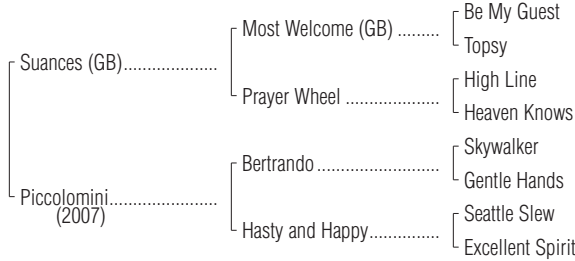 Be My Guest
Most Welcome (GB) .........
Topsy
Suances (GB)....................
High Line
Prayer Wheel ....................
Heaven Knows
Skywalker
Bertrando ..........................
Gentle Hands
Piccolomini.......................
(2007)
Seattle Slew
Hasty and Happy...............
Excellent Spirit